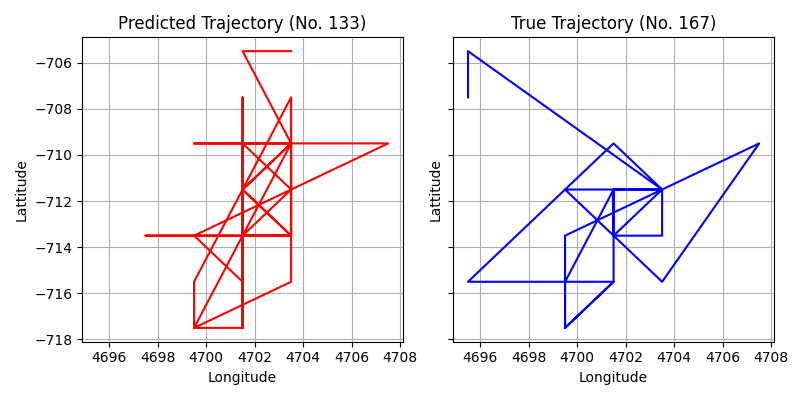 Predicted Trajectory (No. 133)
True Trajectory (No. 167)
Lattitude
−706
−708
−710
−712
−714
−716
−718
4696 4698 4700 4702 4704 4706 4708
Longitude
Lattitude
4696 4698 4700 4702 4704 4706 4708
Longitude